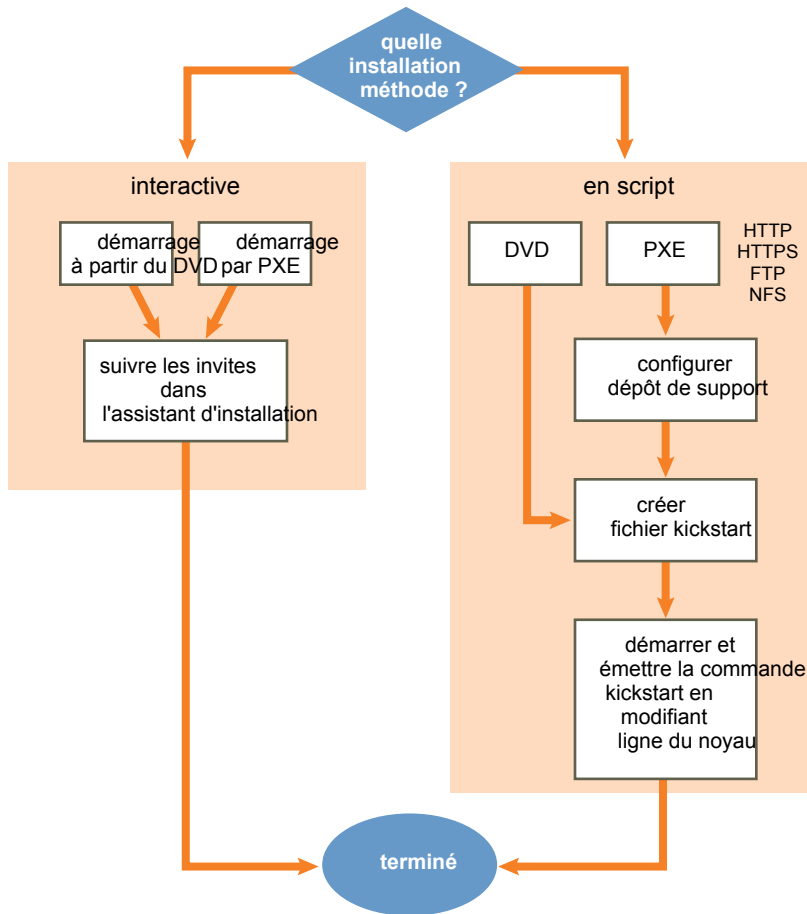 quelle
installation
méthode ?
interactive
démarrage
à partir du DVD
démarrage
par PXE
suivre les invites
dans
l'assistant d'installation
en script
DVD
PXE
HTTP
HTTPS
FTP
NFS
configurer
dépôt de support
créer
fichier kickstart
démarrer et
émettre la commande
kickstart en
modifiant
ligne du noyau
terminé